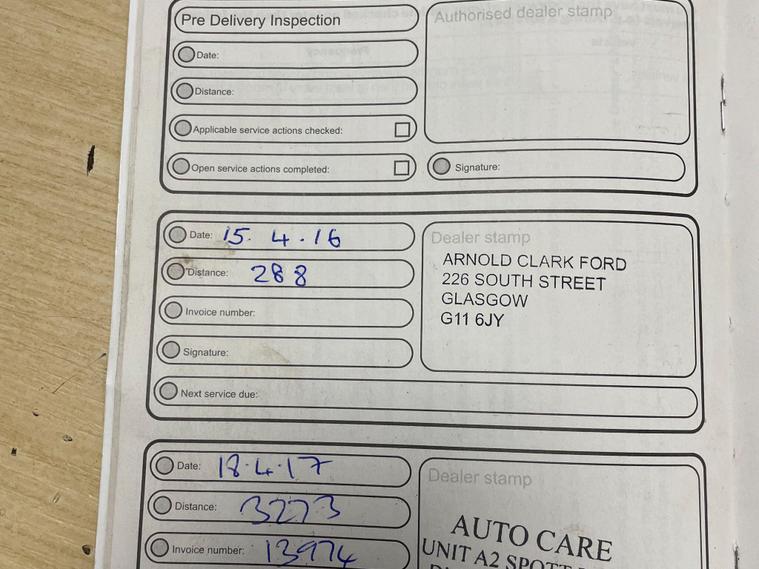 Pre Delivery Inspection
Authorised dealer stamp
Date:
Distance:
Applicable service actions checked:
Open service actions completed:
Signature:
Date: 15. 4.16
Distance: 288
Invoice number:
Signature:
Next service due:
Dealer stamp
ARNOLD CLARK FORD
226 SOUTH STREET
GLASGOW
G11 6JY
Date: 18.4.17
Distance: 3273
Invoice number: 13974
Dealer stamp
AUTO CARE
UNIT A2